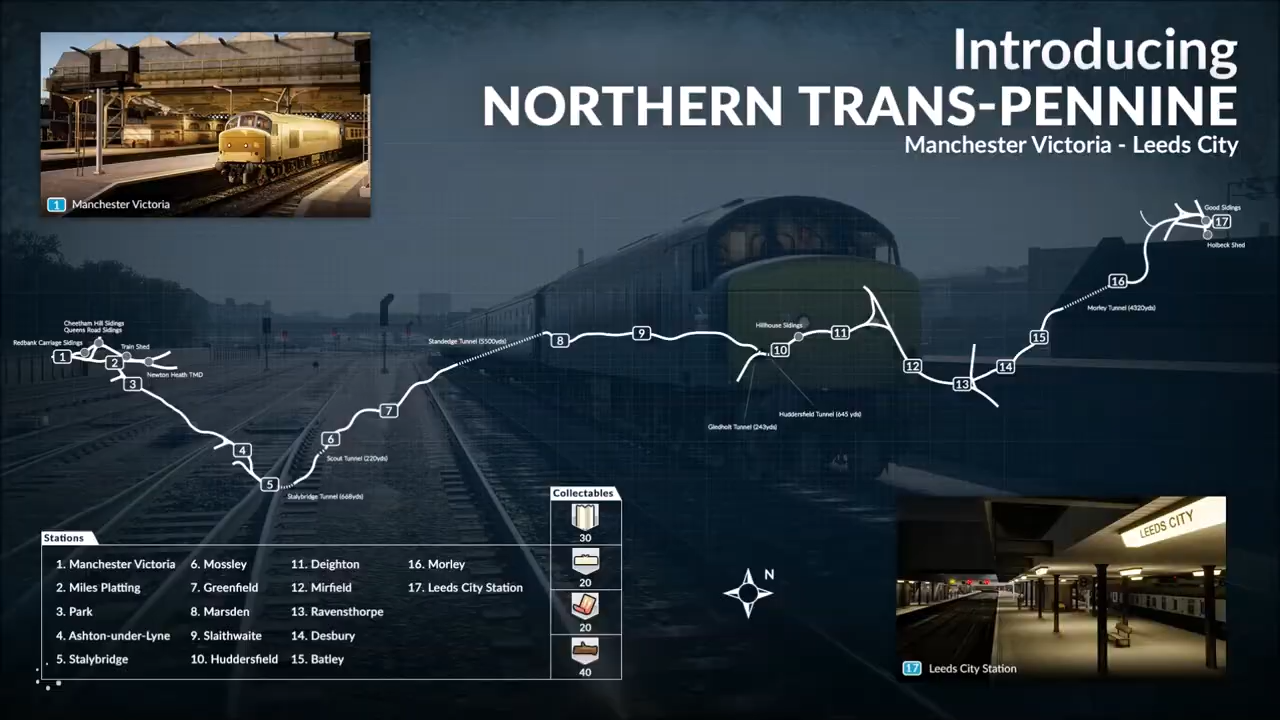 Introducing
NORTHERN TRANS-PENNINE
Manchester Victoria - Leeds City
1 Manchester Victoria
Good Sidings
17
Holbeck Shed
16
Morley Tunnel (4320yds)
Cheetham Hill Sidings
Queens Road Sidings
Redbank Carriage Sidings
Train Shed
1
2
Newton Heath TMD
3
Standedge Tunnel (5500yds)
8
9
Hillhouse Sidings
10
11
12
13
14
15
7
Gledholt Tunnel (243yds)
Huddersfield Tunnel (645 yds)
6
4
Scout Tunnel (220yds)
5
Stalybridge Tunnel (668yds)
Stations
1. Manchester Victoria
2. Miles Platting
3. Park
4. Ashton-under-Lyne
5. Stalybridge
6. Mossley
7. Greenfield
8. Marsden
9. Slaithwaite
10. Huddersfield
11. Deighton
12. Mirfield
13. Ravensthorpe
14. Desbury
15. Batley
16. Morley
17. Leeds City Station
Collectables
30
20
20
40
N
LEEDS CITY
17 Leeds City Station